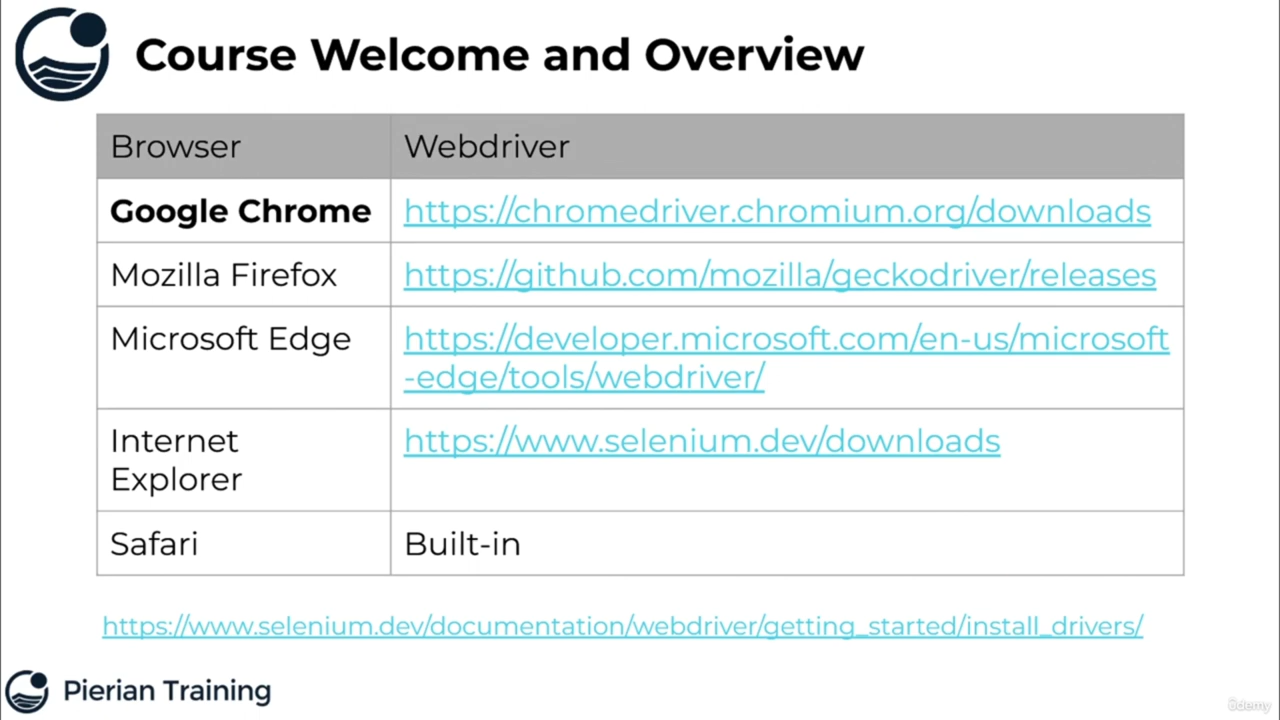 Course Welcome and Overview
Browser Webdriver
Google Chrome https://chromedriver.chromium.org/downloads
Mozilla Firefox https://github.com/mozilla/geckodriver/releases
Microsoft Edge https://developer.microsoft.com/en-us/microsoft
-edge/tools/webdriver/
Internet https://www.selenium.dev/downloads
Explorer
Safari Built-in
https://www.selenium.dev/documentation/webdriver/getting_started/install_drivers/
Pierian Training
ûdemy